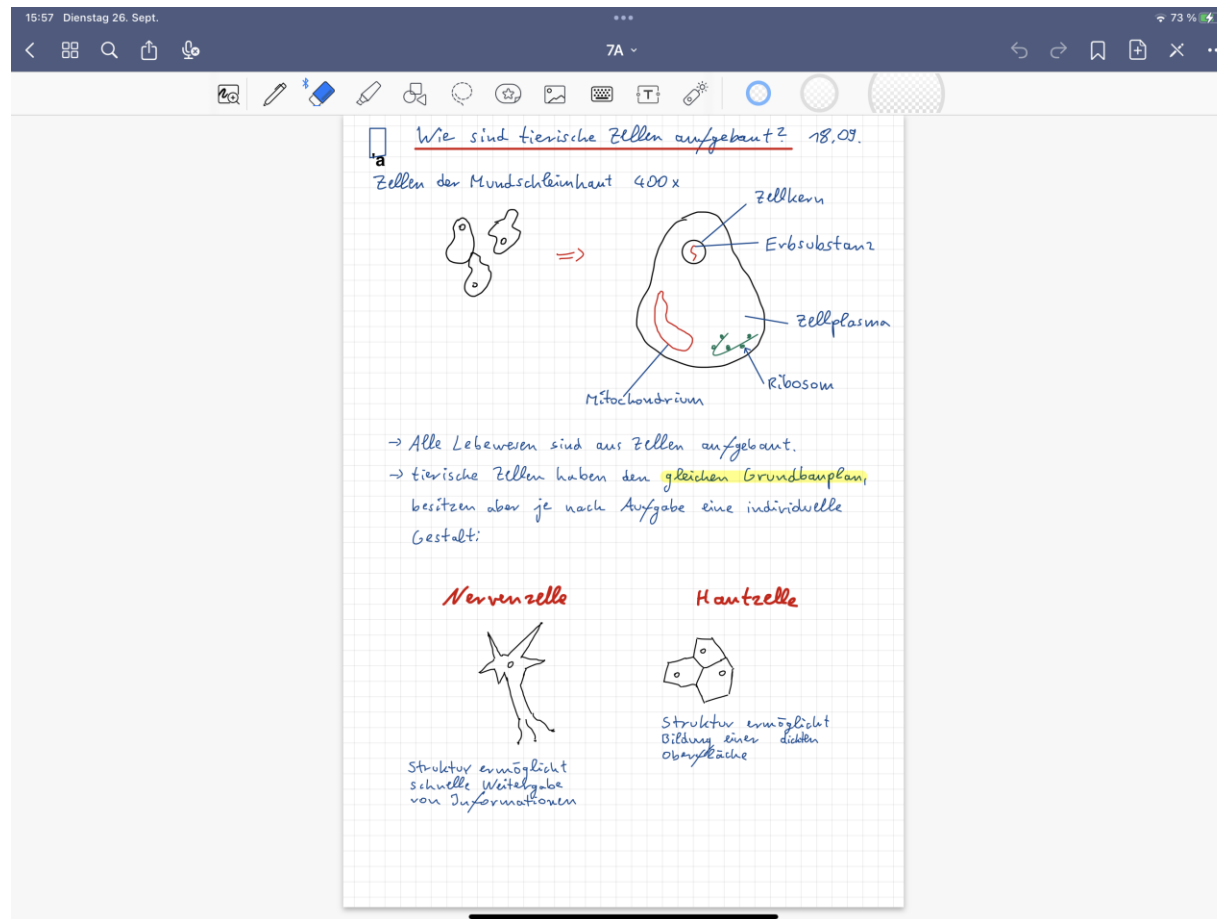 15:57 Dienstag 26. Sept.
73 %
7A
T
Wie sind tierische Zellen aufgebaut? 18.09.
'a
Zellen der Mundschleimhaut 400x
Zellkern
=> Erbsubstanz
Zellplasma
Ribosom
Mitochondrium
→ Alle Lebewesen sind aus Zellen aufgebaut.
→ tierische Zellen haben den gleichen Grundbauplan,
besitzen aber je nach Aufgabe eine individuelle
Gestalt:
Nervenzelle
Hautzelle
Struktur ermöglicht
Bildung einer dichten
Oberfläche
Struktur ermöglicht
schnelle Weitergabe
von Informationen